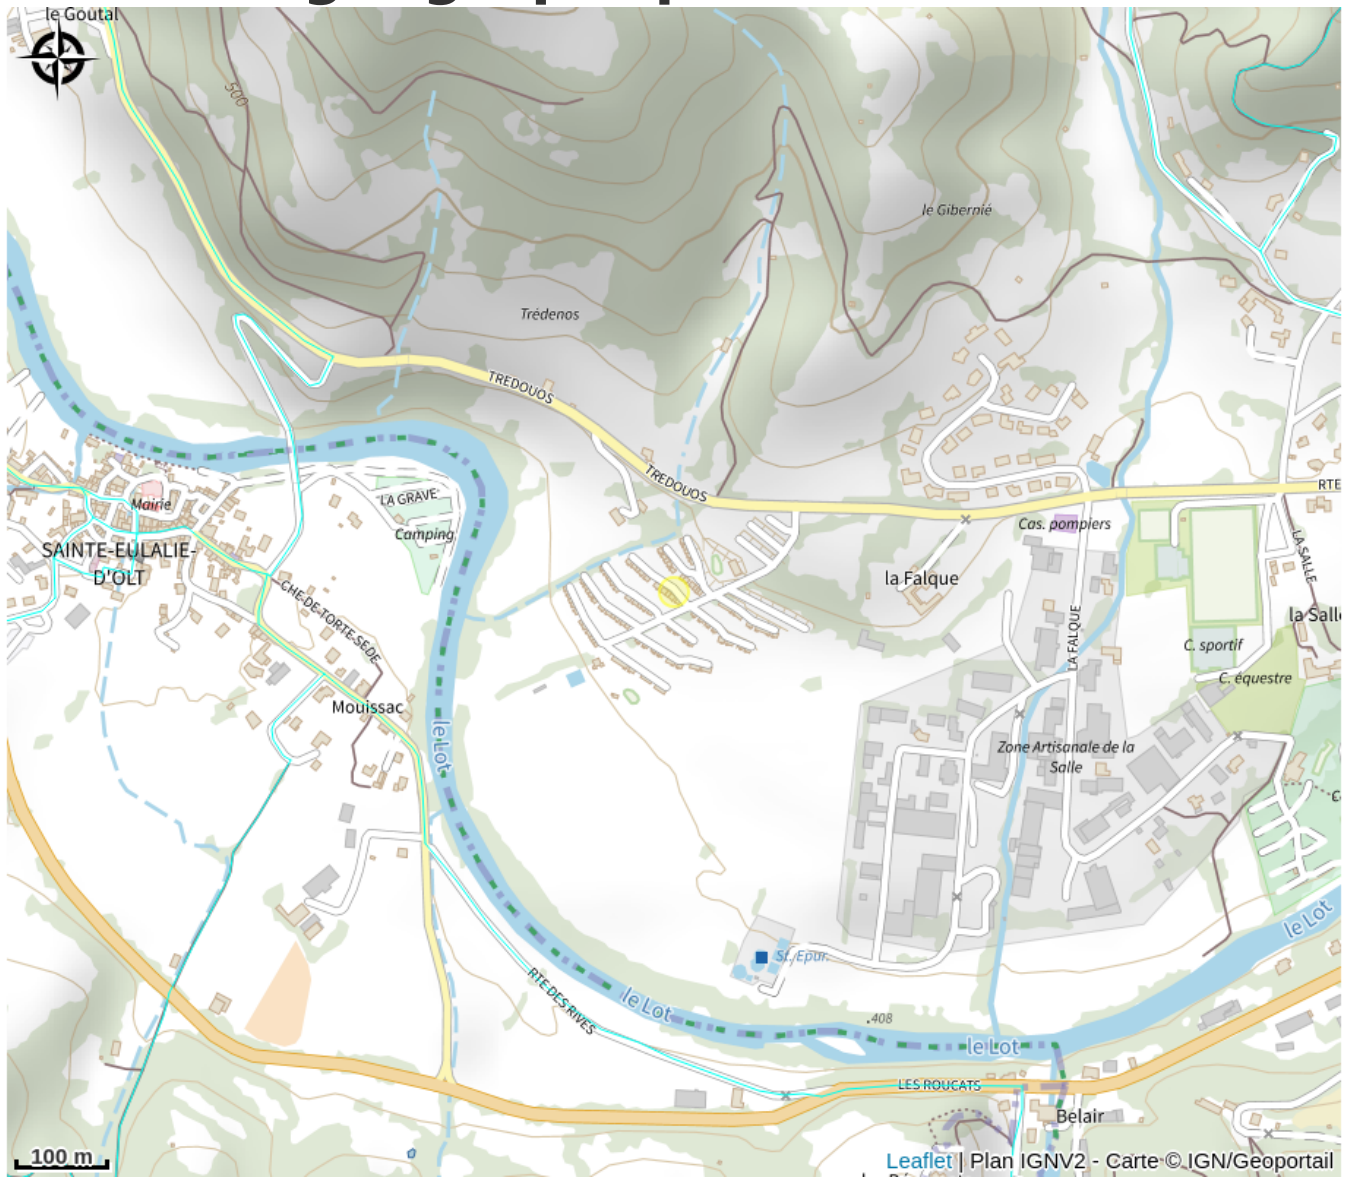 le Goutal
500
le Gibernié
Trédenos
TREDOUOS
TREDOUOS
RTE
LA GRAVE
Mairie
Camping
Cas. pompiers
SAINTE-EULALIE-
D'OLT
la Falque
LA SALLE
CHE-DE-TORTE-SEDE
LA FALQUE
la Sall
C. sportif
C. équestre
Mouissac
le Lot
Zone Artisanale de la
Salle
le Lot
St. Epur.
RTE DES RIVES
le Lot
.408
le Lot
LES ROUCATS
Belair
100 m
Leaflet | Plan IGNV2 - Carte © IGN/Geoportail